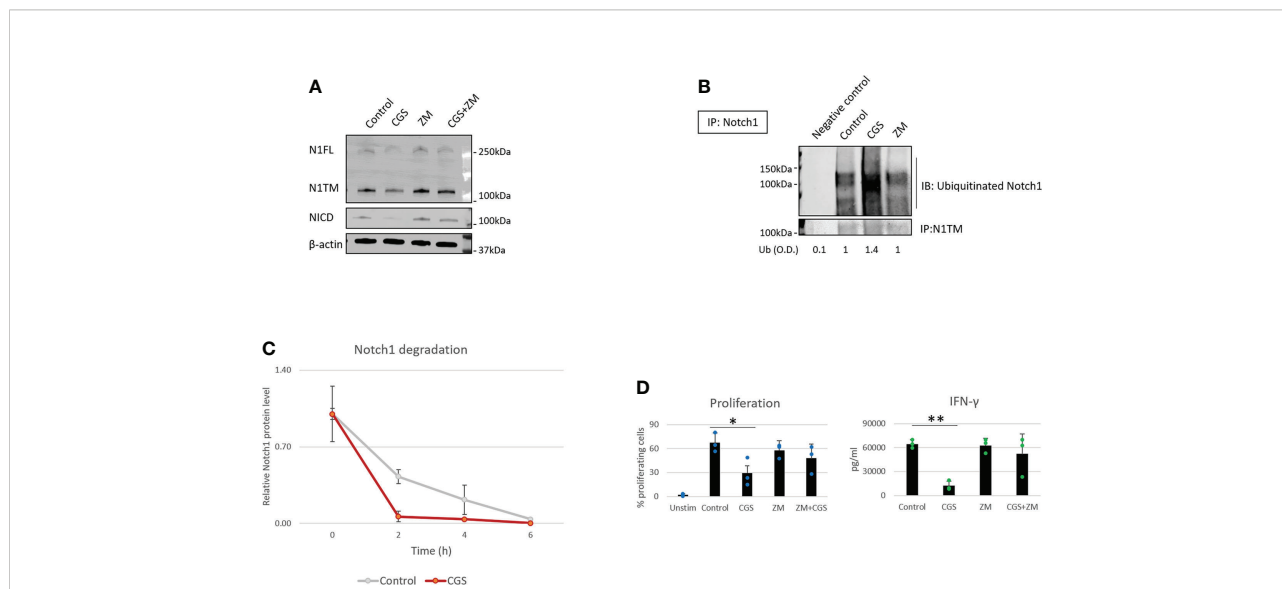 A
Control CGS ZM CGS+ZM
N1FL
- 250kDa
N1TM
- 100kDa
NICD
- 100kDa
β-actin
- 37kDa
B
IP: Notch1
Negative control Control CGS ZM
150kDa -
100kDa -
IB: Ubiquitinated Notch1
100kDa -
IP:N1TM
Ub (O.D.) 0.1 1 1.4 1
C
Notch1 degradation
Relative Notch1 protein level
1.40
0.70
0.00
0 2 4 6
Time (h)
Control CGS
D
Proliferation
*
% proliferating cells
90
60
30
0
Unstim Control CGS ZM ZM+CGS
IFN-γ
**
pg/ml
90000
60000
30000
0
Control CGS ZM CGS+ZM